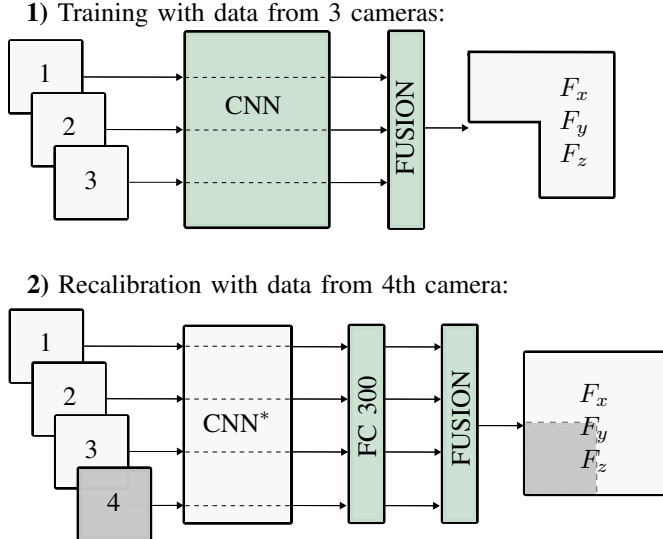 1) Training with data from 3 cameras:
1
2
3
CNN
FUSION
F_x
F_y
F_z
2) Recalibration with data from 4th camera:
1
2
3
4
CNN*
FC 300
FUSION
F_x
F_y
F_z